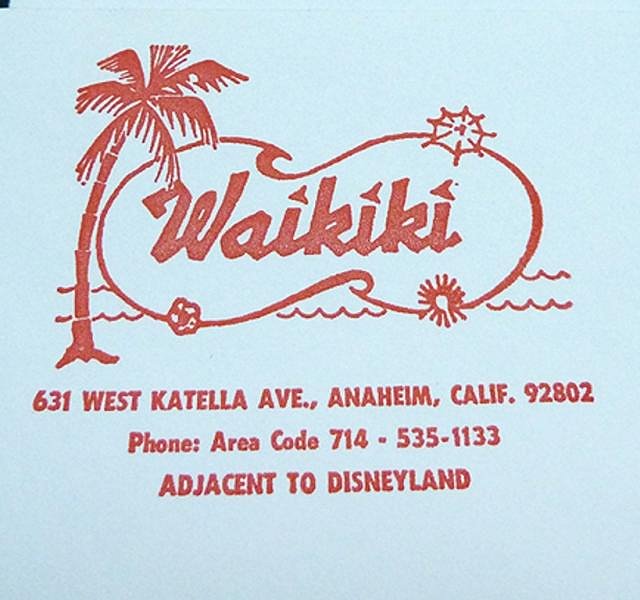 Waikiki
631 WEST KATELLA AVE., ANAHEIM, CALIF. 92802
Phone: Area Code 714 - 535-1133
ADJACENT TO DISNEYLAND